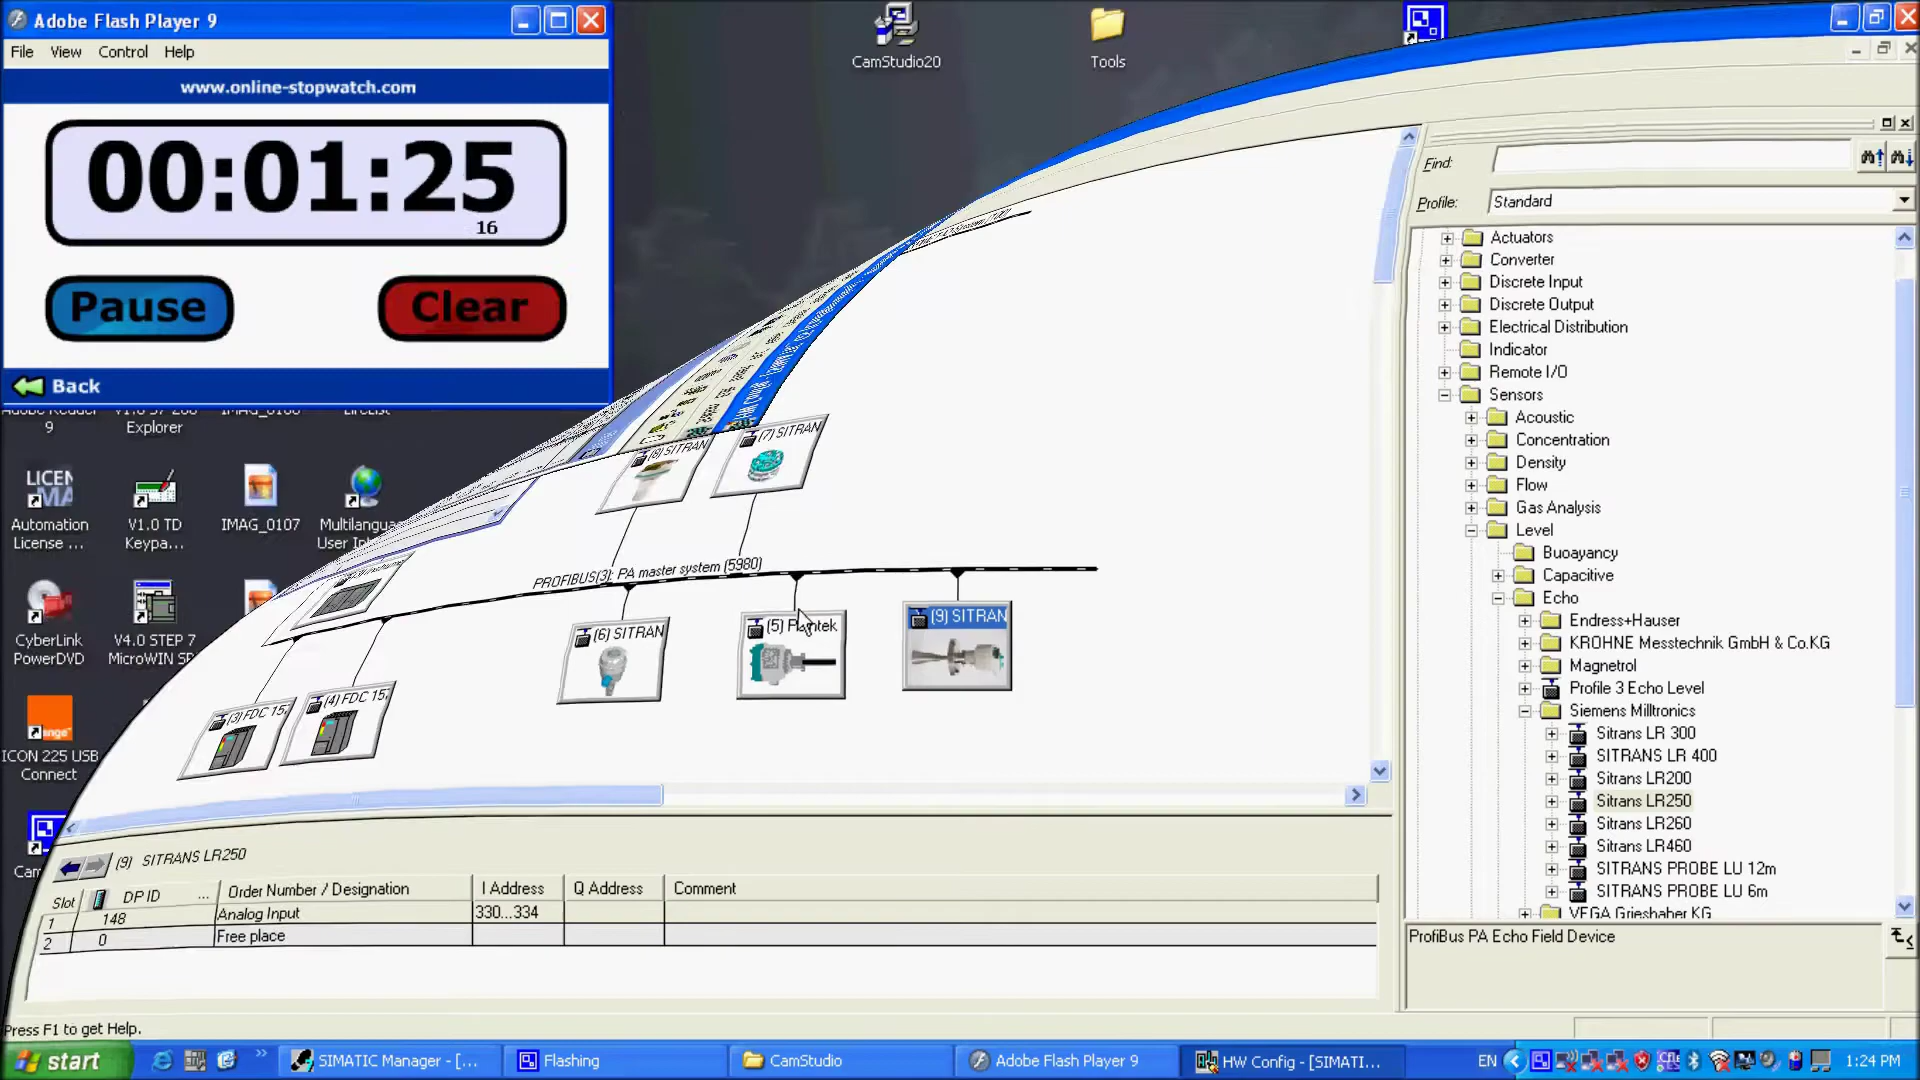 Adobe Flash Player 9
File View Control Help
www.online-stopwatch.com
00:01:25
16
Pause
Clear
Back
CamStudio20
Tools
9
Explorer
Automation
License ...
V1.0 TD
Keypa...
IMAG_0107
Multilangua
CyberLink
PowerDVD
V4.0 STEP 7
ICON 225 USB
Connect
Find:
Profile:
Standard
Actuators
Converter
Discrete Input
Discrete Output
Electrical Distribution
Indicator
Remote I/O
Sensors
Acoustic
Concentration
Density
Flow
Gas Analysis
Level
Buoayancy
Capacitive
Echo
Endress+Hauser
KROHNE Messtechnik GmbH & Co.KG
Magnetrol
Profile 3 Echo Level
Siemens Milltronics
Sitrans LR 300
SITRANS LR 400
Sitrans LR200
Sitrans LR250
Sitrans LR260
Sitrans LR460
SITRANS PROBE LU 12m
SITRANS PROBE LU 6m
VEGA Grieshaber KG
ProfiBus PA Echo Field Device
(8) SITRAN
(7) SITRAN
PROFIBUS(3): PA master system (5980)
(6) SITRAN
(9) SITRAN
(3) FDC 15
(4) FDC 15
(9) SITRANS LR250
Slot DP ID ... Order Number / Designation I Address Q Address Comment
1 148 Analog Input 330...334
2 0 Free place
Press F1 to get Help.
start
SIMATIC Manager - [...
Flashing
CamStudio
Adobe Flash Player 9
HW Config - [SIMATI...
EN
1:24 PM